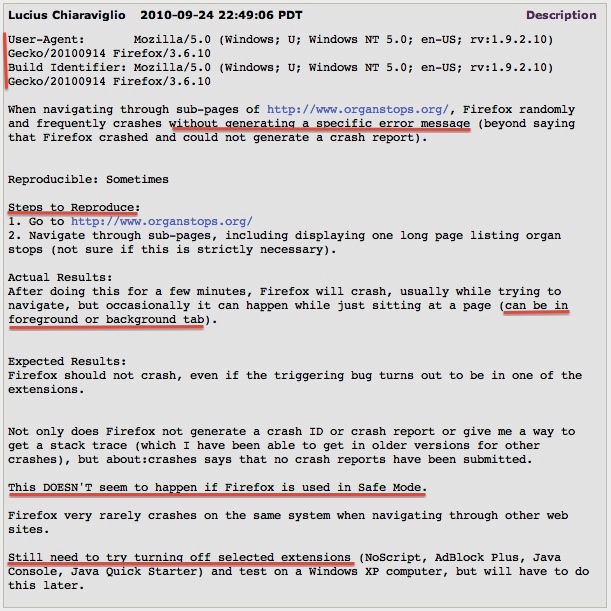 Lucius Chiaraviglio 2010-09-24 22:49:06 PDT Description
User-Agent: Mozilla/5.0 (Windows; U; Windows NT 5.0; en-US; rv:1.9.2.10)
Gecko/20100914 Firefox/3.6.10
Build Identifier: Mozilla/5.0 (Windows; U; Windows NT 5.0; en-US; rv:1.9.2.10)
Gecko/20100914 Firefox/3.6.10
When navigating through sub-pages of http://www.organstops.org/, Firefox randomly
and frequently crashes without generating a specific error message (beyond saying
that Firefox crashed and could not generate a crash report).
Reproducible: Sometimes
Steps to Reproduce:
1. Go to http://www.organstops.org/
2. Navigate through sub-pages, including displaying one long page listing organ
stops (not sure if this is strictly necessary).
Actual Results:
After doing this for a few minutes, Firefox will crash, usually while trying to
navigate, but occasionally it can happen while just sitting at a page (can be in
foreground or background tab).
Expected Results:
Firefox should not crash, even if the triggering bug turns out to be in one of the
extensions.
Not only does Firefox not generate a crash ID or crash report or give me a way to
get a stack trace (which I have been able to get in older versions for other
crashes), but about:crashes says that no crash reports have been submitted.
This DOESN'T seem to happen if Firefox is used in Safe Mode.
Firefox very rarely crashes on the same system when navigating through other web
sites.
Still need to try turning off selected extensions (NoScript, AdBlock Plus, Java
Console, Java Quick Starter) and test on a Windows XP computer, but will have to do
this later.